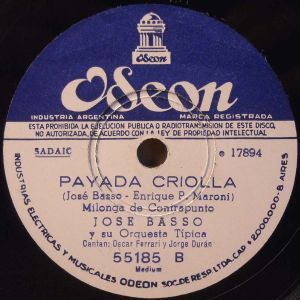 Odeon
Odeon
INDUSTRIA ARGENTINA
MARCA REGISTRADA
ESTA PROHIBIDA LA EJECUCION PUBLICA O RADIOTRANSMISION DE ESTE DISCO,
NO AUTORIZADA, DE ACUERDO CON LA LEY DE PROPIEDAD INTELECTUAL
SADAIC
e 17894
PAYADA CRIOLLA
(José Basso - Enrique P. Maroni)
Milonga de Contrapunto
JOSE BASSO
y su Orquesta Típica
Cantan: Oscar Ferrari y Jorge Durán
55185 B
Medium
INDUSTRIAS ELECTRICAS Y MUSICALES ODEON SOC. DE RESP. LTDA. CAP. $ 2.000.000 - B. AIRES